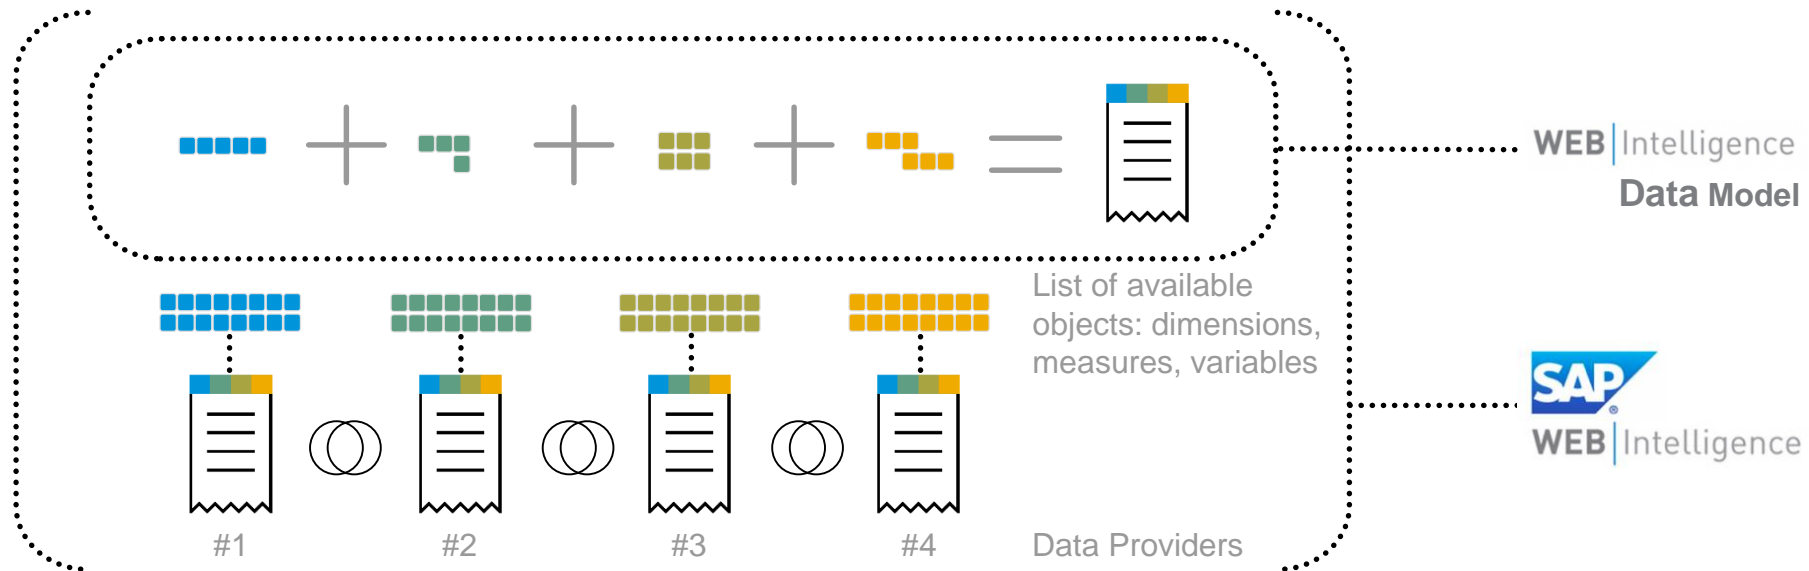 WEB Intelligence
Data Model
List of available
objects: dimensions,
measures, variables
SAP®
WEB Intelligence
#1 #2 #3 #4 Data Providers